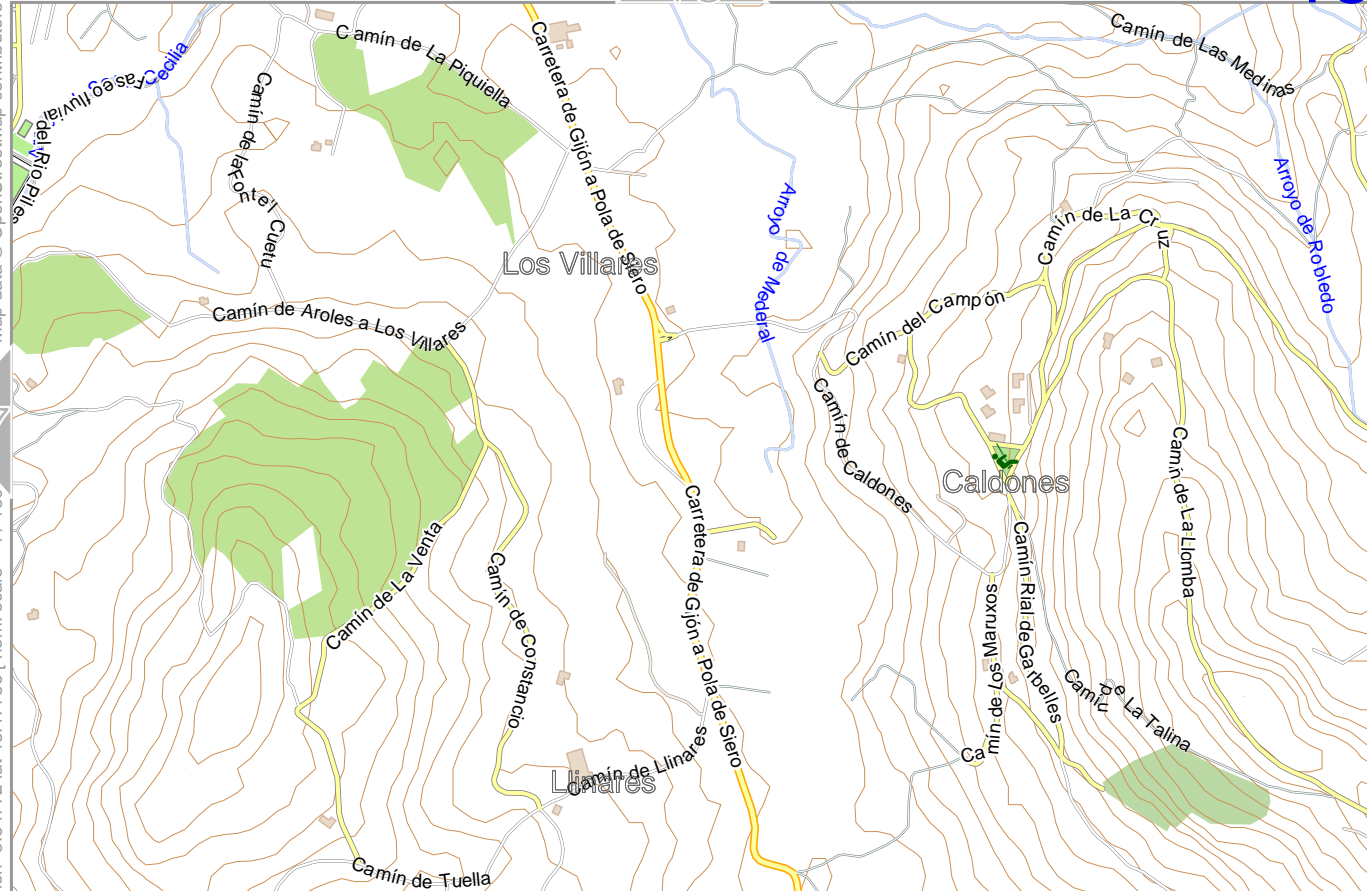 Camín de La Piquiella
Carretera de Gijón a Pola de Siero
Camín de Las Medinas
Cecilia
Paseo fluvial
del Río Piles
Camín de la Fonte'l Cuetu
Arroyo de Mederal
Arroyo de Robledo
Camín de La Cruz
Los Villares
Camín de Aroles a Los Villares
Camín del Campón
Camín de Caldones
Caldones
Camín de La Llomba
Camín de La Venta
Camín de Constancio
Carretera de Gijón a Pola de Siero
Camín Rial de Garbelles
Camín de Los Maruxos
Camín de La Talina
Camín de Llinares
Llinares
Camín de Tuella